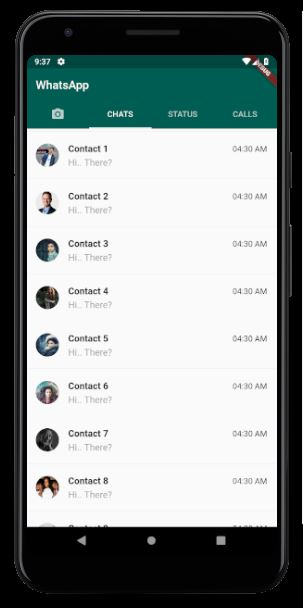 9:37
DEBUG
WhatsApp
CHATS STATUS CALLS
Contact 1 04:30 AM
Hi.. There?
Contact 2 04:30 AM
Hi.. There?
Contact 3 04:30 AM
Hi.. There?
Contact 4 04:30 AM
Hi.. There?
Contact 5 04:30 AM
Hi.. There?
Contact 6 04:30 AM
Hi.. There?
Contact 7 04:30 AM
Hi.. There?
Contact 8 04:30 AM
Hi.. There?